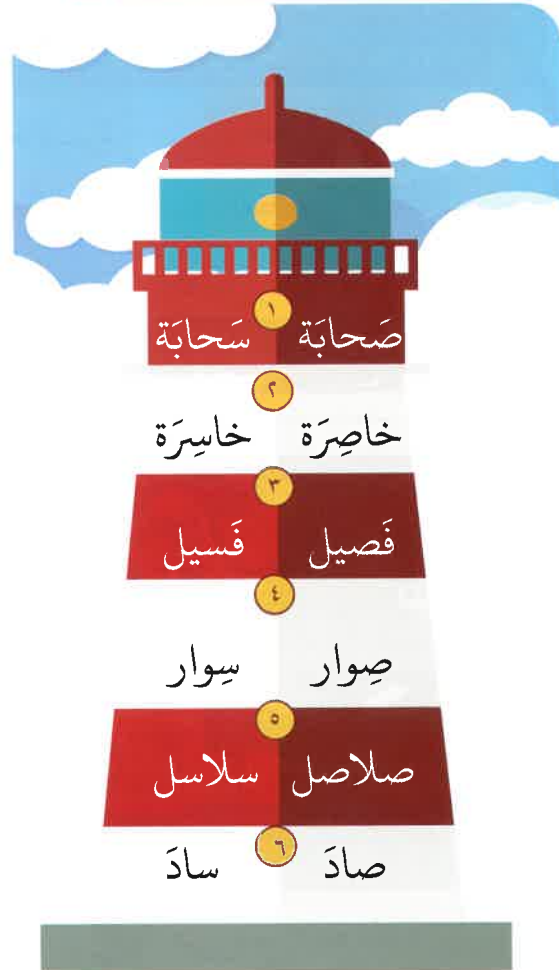 ١
صَحابَة سَحابَة
٢
خاصِرَة خاسِرَة
٣
فَصيل فَسيل
٤
صِوار سِوار
٥
صلاصل سلاسل
٦
صادَ سادَ